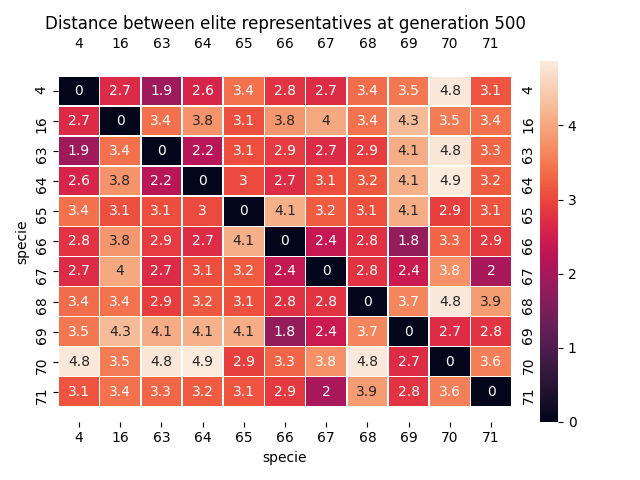 Distance between elite representatives at generation 500
4 16 63 64 65 66 67 68 69 70 71
4 0 2.7 1.9 2.6 3.4 2.8 2.7 3.4 3.5 4.8 3.1 4
16 2.7 0 3.4 3.8 3.1 3.8 4 3.4 4.3 3.5 3.4 16
63 1.9 3.4 0 2.2 3.1 2.9 2.7 2.9 4.1 4.8 3.3 63
64 2.6 3.8 2.2 0 3 2.7 3.1 3.2 4.1 4.9 3.2 64
65 3.4 3.1 3.1 3 0 4.1 3.2 3.1 4.1 2.9 3.1 65
66 2.8 3.8 2.9 2.7 4.1 0 2.4 2.8 1.8 3.3 2.9 66
67 2.7 4 2.7 3.1 3.2 2.4 0 2.8 2.4 3.8 2 67
68 3.4 3.4 2.9 3.2 3.1 2.8 2.8 0 3.7 4.8 3.9 68
69 3.5 4.3 4.1 4.1 4.1 1.8 2.4 3.7 0 2.7 2.8 69
70 4.8 3.5 4.8 4.9 2.9 3.3 3.8 4.8 2.7 0 3.6 70
71 3.1 3.4 3.3 3.2 3.1 2.9 2 3.9 2.8 3.6 0 71
4 16 63 64 65 66 67 68 69 70 71
specie
specie
4
3
2
1
0